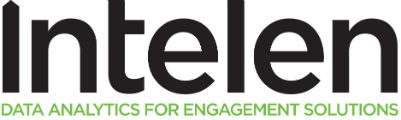 Intelen
DATA ANALYTICS FOR ENGAGEMENT SOLUTIONS